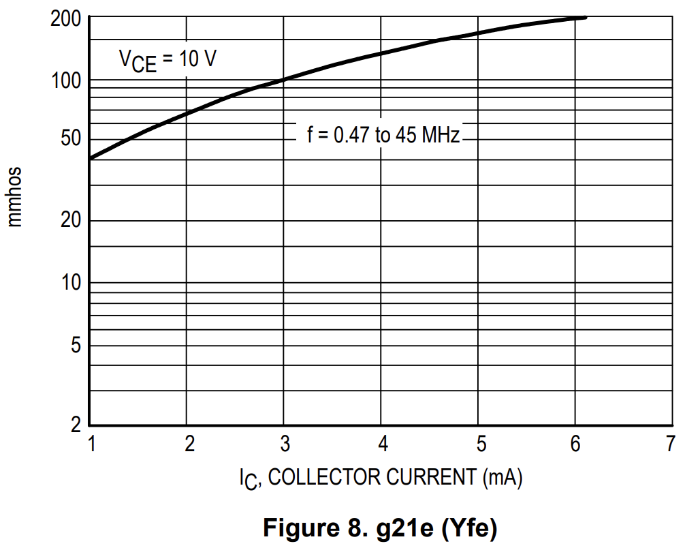 200
100
50
20
10
5
2
mmhos
VCE = 10 V
f = 0.47 to 45 MHz
1 2 3 4 5 6 7
IC, COLLECTOR CURRENT (mA)
Figure 8. g21e (Yfe)